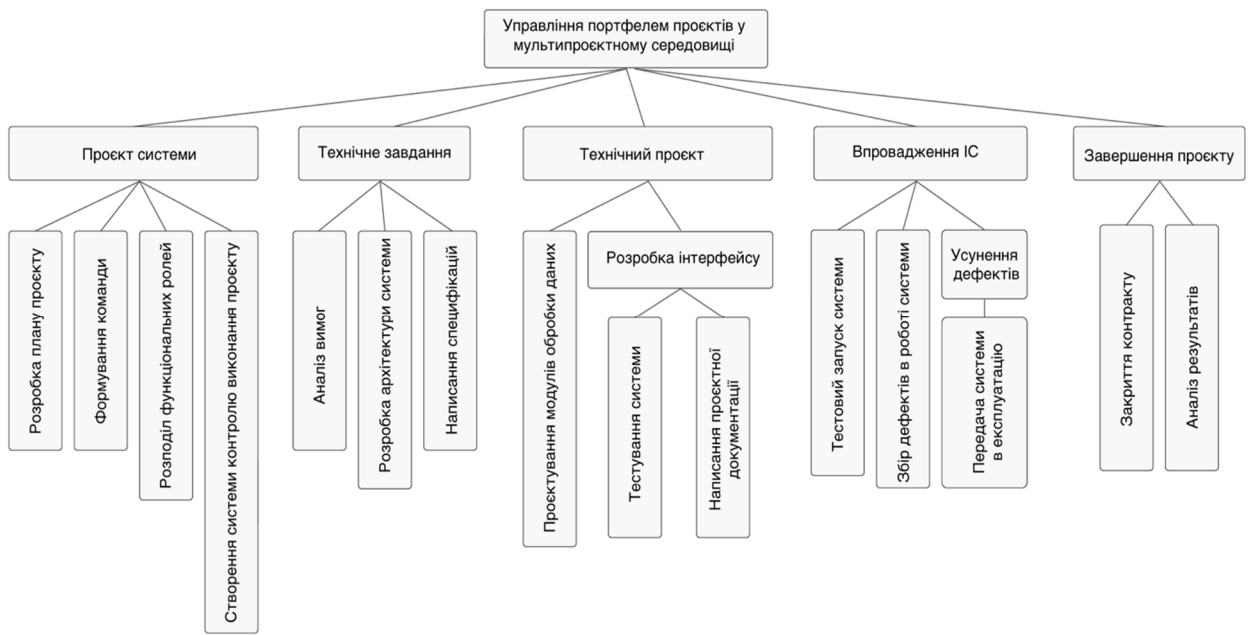 Управління портфелем проєктів у
мультипроєктному середовищі
Проєкт системи
Технічне завдання
Технічний проєкт
Впровадження ІС
Завершення проєкту
Розробка плану проєкту
Формування команди
Розподіл функціональних ролей
Створення системи контролю виконання проєкту
Аналіз вимог
Розробка архітектури системи
Написання специфікацій
Проєктування модулів обробки даних
Розробка інтерфейсу
Тестування системи
Написання проєктної
документації
Тестовий запуск системи
Збір дефектів в роботі системи
Усунення
дефектів
Передача системи
в експлуатацію
Закриття контракту
Аналіз результатів